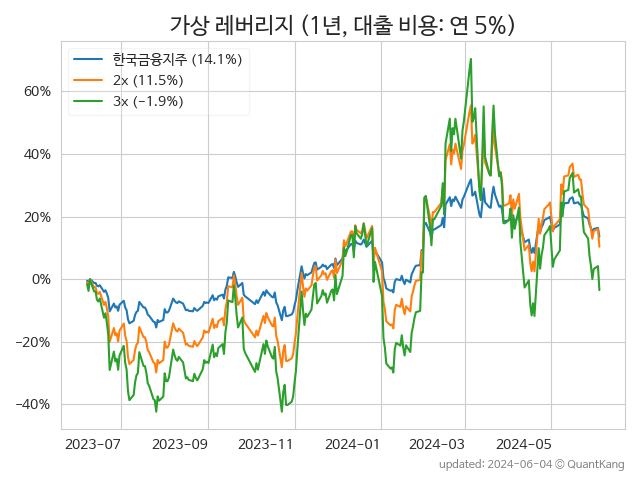 가상 레버리지 (1년, 대출 비용: 연 5%)
한국금융지주 (14.1%)
2x (11.5%)
3x (−1.9%)
60%
40%
20%
0%
−20%
−40%
2023-07
2023-09
2023-11
2024-01
2024-03
2024-05
updated: 2024-06-04 © QuantKang